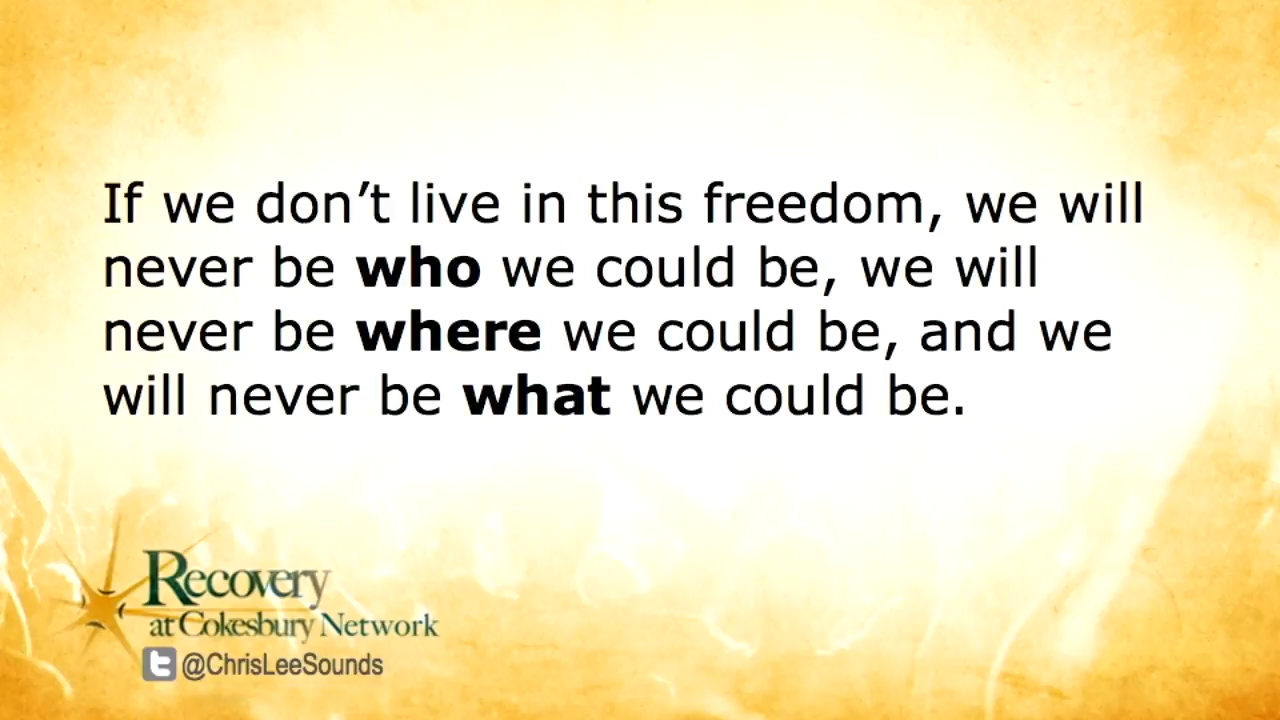 If we don’t live in this freedom, we will
never be who we could be, we will
never be where we could be, and we
will never be what we could be.
Recovery
at Cokesbury Network
@ChrisLeeSounds